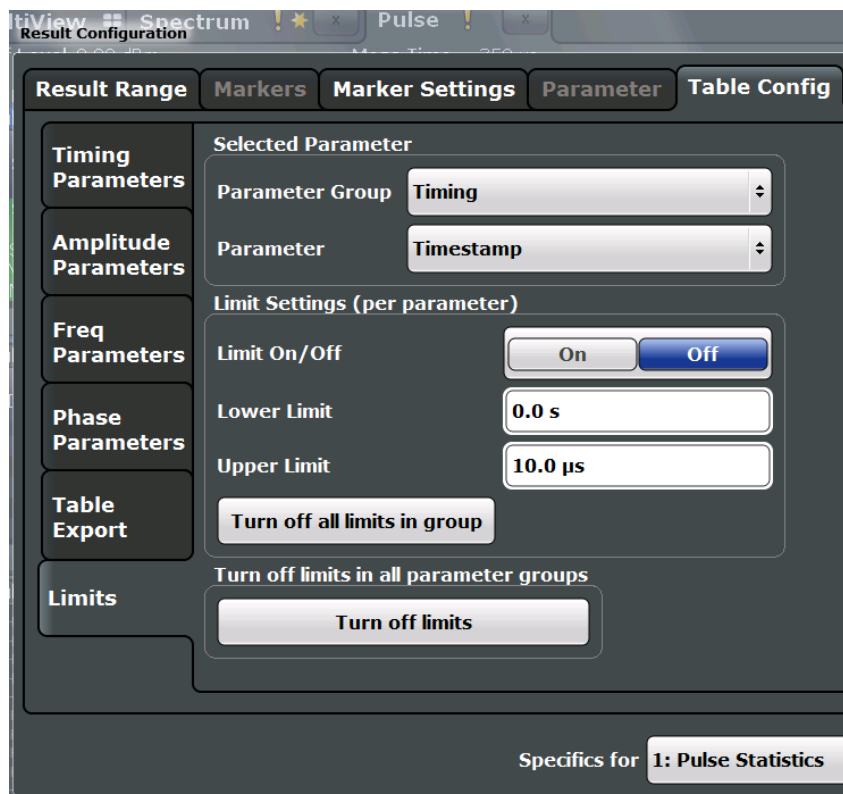 tiView Spectrum ! x Pulse ! x
Result Configuration
Result Range Markers Marker Settings Parameter Table Config
Timing
Parameters
Amplitude
Parameters
Freq
Parameters
Phase
Parameters
Table
Export
Limits
Selected Parameter
Parameter Group Timing
Parameter Timestamp
Limit Settings (per parameter)
Limit On/Off On Off
Lower Limit 0.0 s
Upper Limit 10.0 µs
Turn off all limits in group
Turn off limits in all parameter groups
Turn off limits
Specifics for 1: Pulse Statistics